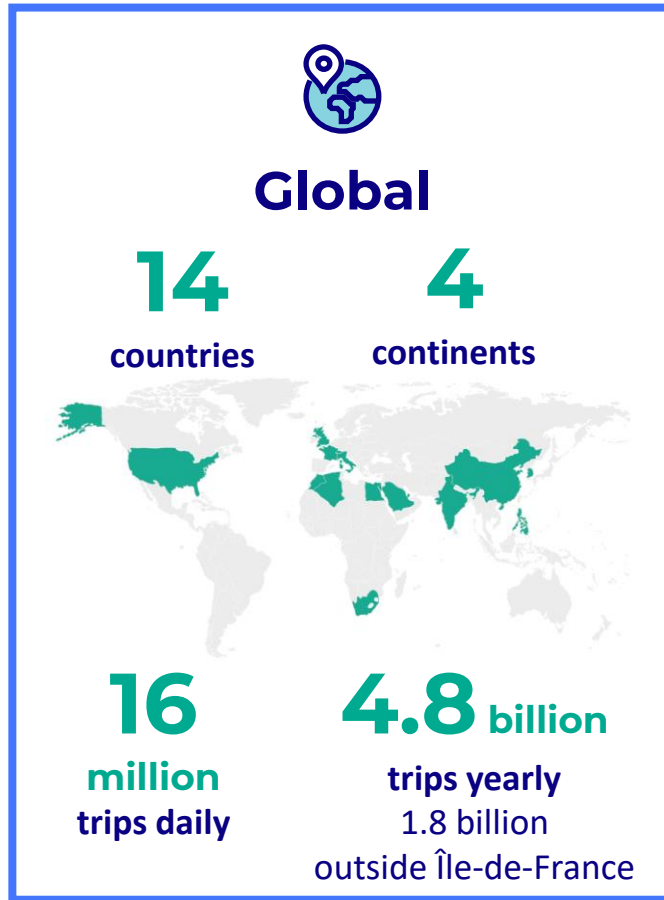 Global
14
countries
4
continents
16
million
trips daily
4.8 billion
trips yearly
1.8 billion
outside Île-de-France